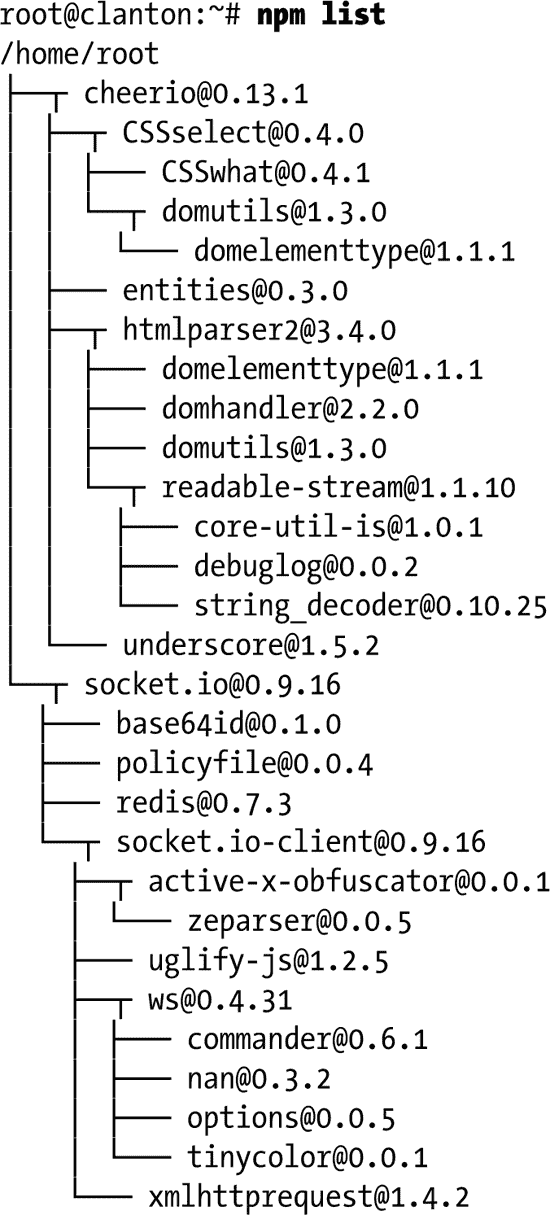 root@clanton:~# npm list
/home/root
cheerio@0.13.1
CSSselect@0.4.0
CSSwhat@0.4.1
domutils@1.3.0
domelementtype@1.1.1
entities@0.3.0
htmlparser2@3.4.0
domelementtype@1.1.1
domhandler@2.2.0
domutils@1.3.0
readable-stream@1.1.10
core-util-is@1.0.1
debuglog@0.0.2
string_decoder@0.10.25
underscore@1.5.2
socket.io@0.9.16
base64id@0.1.0
policyfile@0.0.4
redis@0.7.3
socket.io-client@0.9.16
active-x-obfuscator@0.0.1
zeparser@0.0.5
uglify-js@1.2.5
ws@0.4.31
commander@0.6.1
nan@0.3.2
options@0.0.5
tinycolor@0.0.1
xmlhttprequest@1.4.2